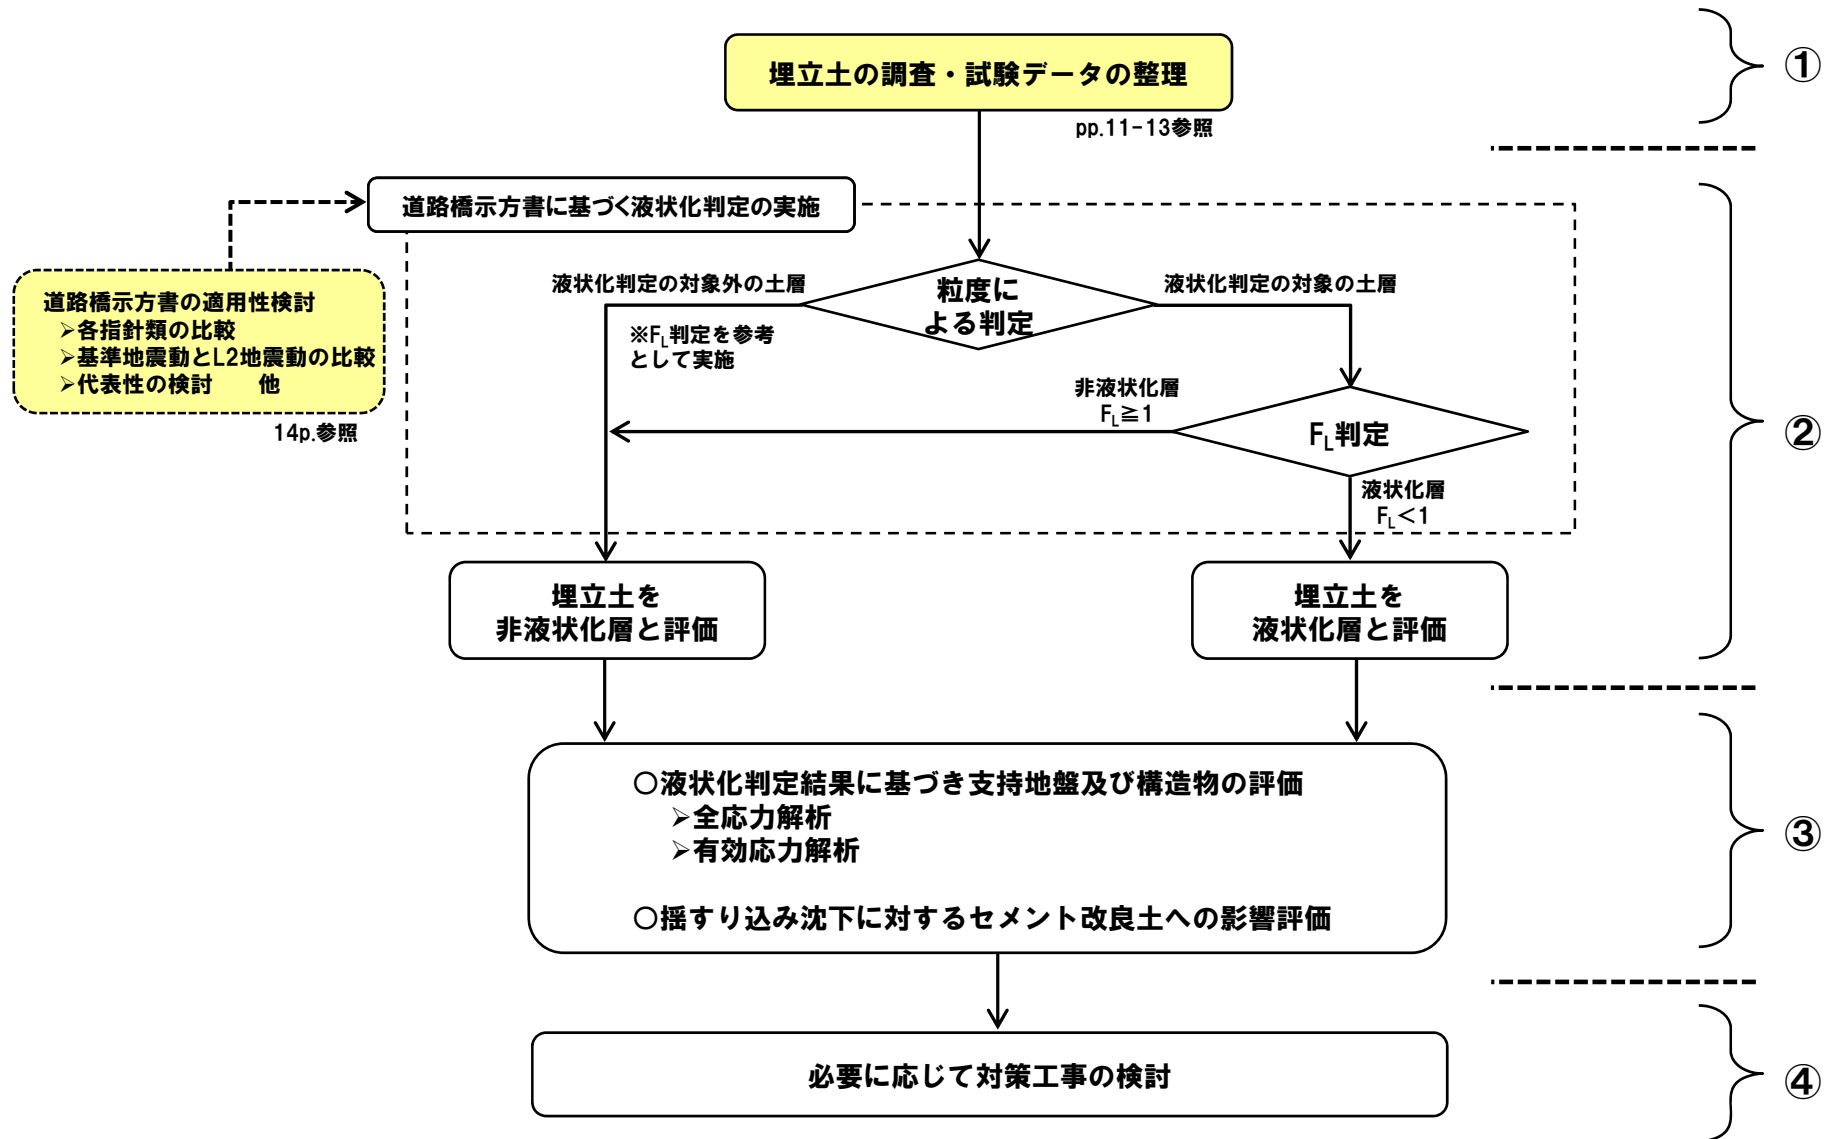 ①
埋立土の調査・試験データの整理
pp.11-13参照
道路橋示方書に基づく液状化判定の実施
液状化判定の対象外の土層
粒度に
よる判定
液状化判定の対象の土層
※FL判定を参考
として実施
道路橋示方書の適用性検討
➢各指針類の比較
➢基準地震動とL2地震動の比較
➢代表性の検討　他
14p.参照
非液状化層
FL≧1
FL判定
②
液状化層
FL＜1
埋立土を
非液状化層と評価
埋立土を
液状化層と評価
○液状化判定結果に基づき支持地盤及び構造物の評価
➢全応力解析
➢有効応力解析
③
○揺すり込み沈下に対するセメント改良土への影響評価
必要に応じて対策工事の検討
④